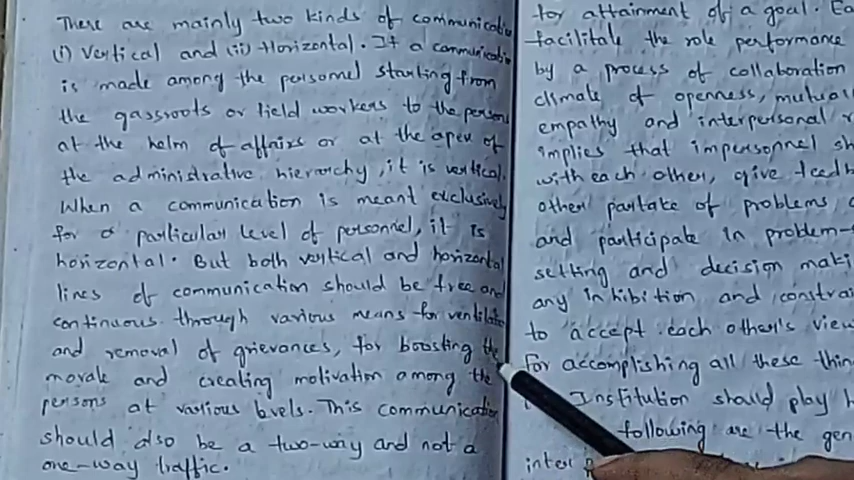 There are mainly two kinds of communication
(i) Vertical and (ii) Horizontal. If a communication
is made among the personnel starting from
the gassroots or field workers to the persons
at the helm of affairs or at the apex of
the administrative hierarchy, it is vertical.
When a communication is meant exclusively
for a particular level of personnel, it is
horizontal. But both vertical and horizontal
lines of communication should be free and
continuous through various means for ventilation
and removal of grievances, for boosting the
morale and creating motivation among the
persons at various levels. This communication
should also be a two-way and not a
one-way traffic.
for attainment of a goal. Ea
facilitate the role performance
by a process of collaboration
climate of openness, mutual
empathy and interpersonal r
implies that impersonnel sh
with each other, give feedb
other partake of problems,
and participate in problem-
setting and decision maki
any inhibition and constrai
to accept each other's view
For accomplishing all these thin
Institution should play h
following are the gen
inter